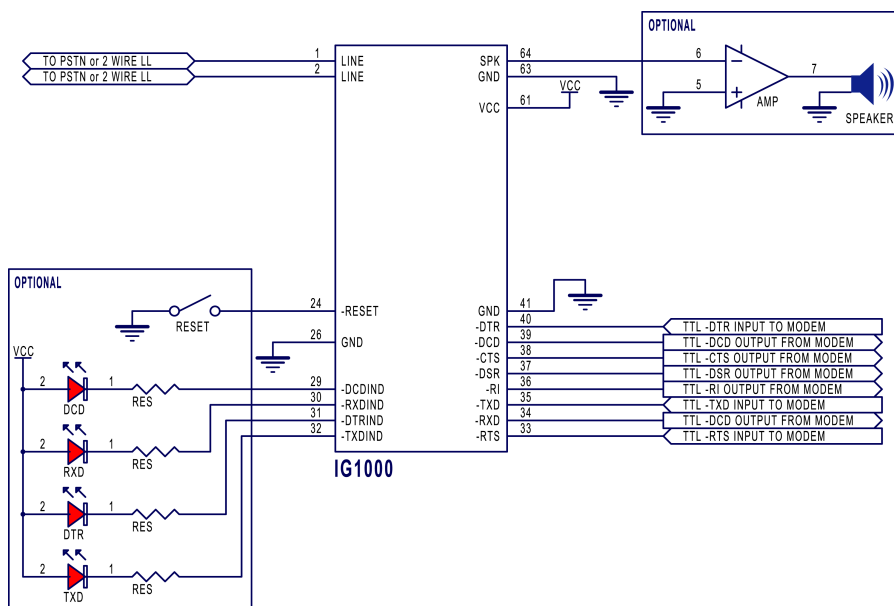 OPTIONAL
TO PSTN or 2 WIRE LL 1 LINE
TO PSTN or 2 WIRE LL 2 LINE
SPK 64
GND 63
VCC
VCC 61
6
5
7
AMP
SPEAKER
OPTIONAL
RESET
24 -RESET
26 GND
VCC
2 1 29 -DCDIND
DCD RES
30 -RXDIND
31 -DTRIND
32 -TXDIND
2 1
RXD RES
2 1
DTR RES
2 1
TXD RES
GND 41
-DTR 40 TTL -DTR INPUT TO MODEM
-DCD 39 TTL -DCD OUTPUT FROM MODEM
-CTS 38 TTL -CTS OUTPUT FROM MODEM
-DSR 37 TTL -DSR OUTPUT FROM MODEM
-RI 36 TTL -RI OUTPUT FROM MODEM
-TXD 35 TTL -TXD INPUT TO MODEM
-RXD 34 TTL -DCD OUTPUT FROM MODEM
-RTS 33 TTL -RTS INPUT TO MODEM
IG1000